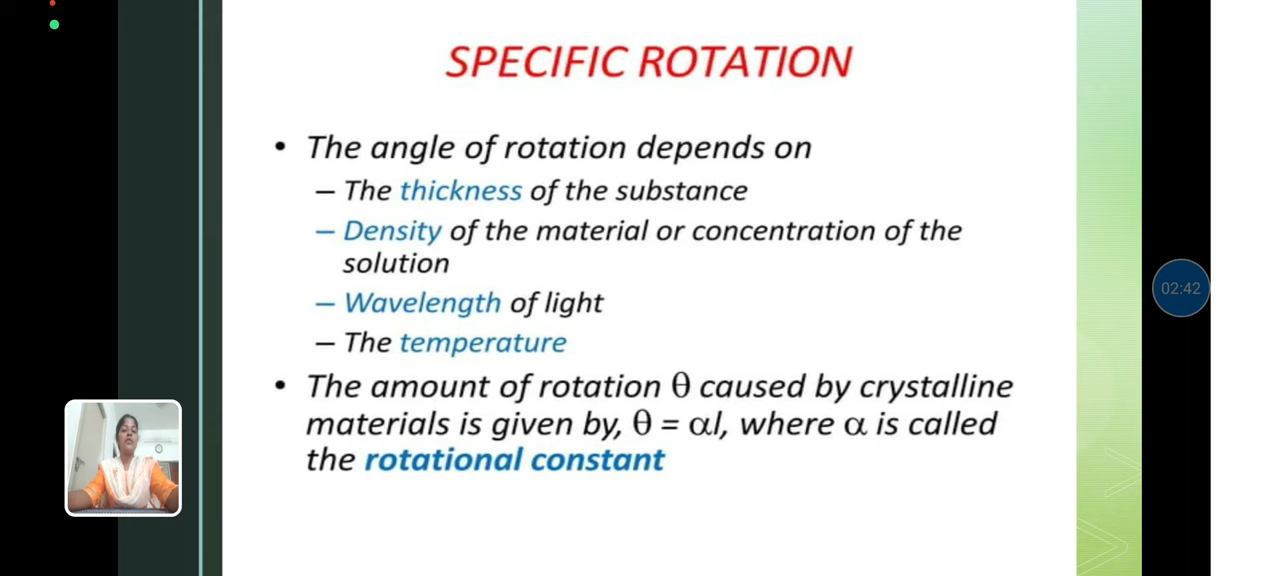 SPECIFIC ROTATION
• The angle of rotation depends on
– The thickness of the substance
– Density of the material or concentration of the
solution
– Wavelength of light
– The temperature
• The amount of rotation θ caused by crystalline
materials is given by, θ = αl, where α is called
the rotational constant
02:42